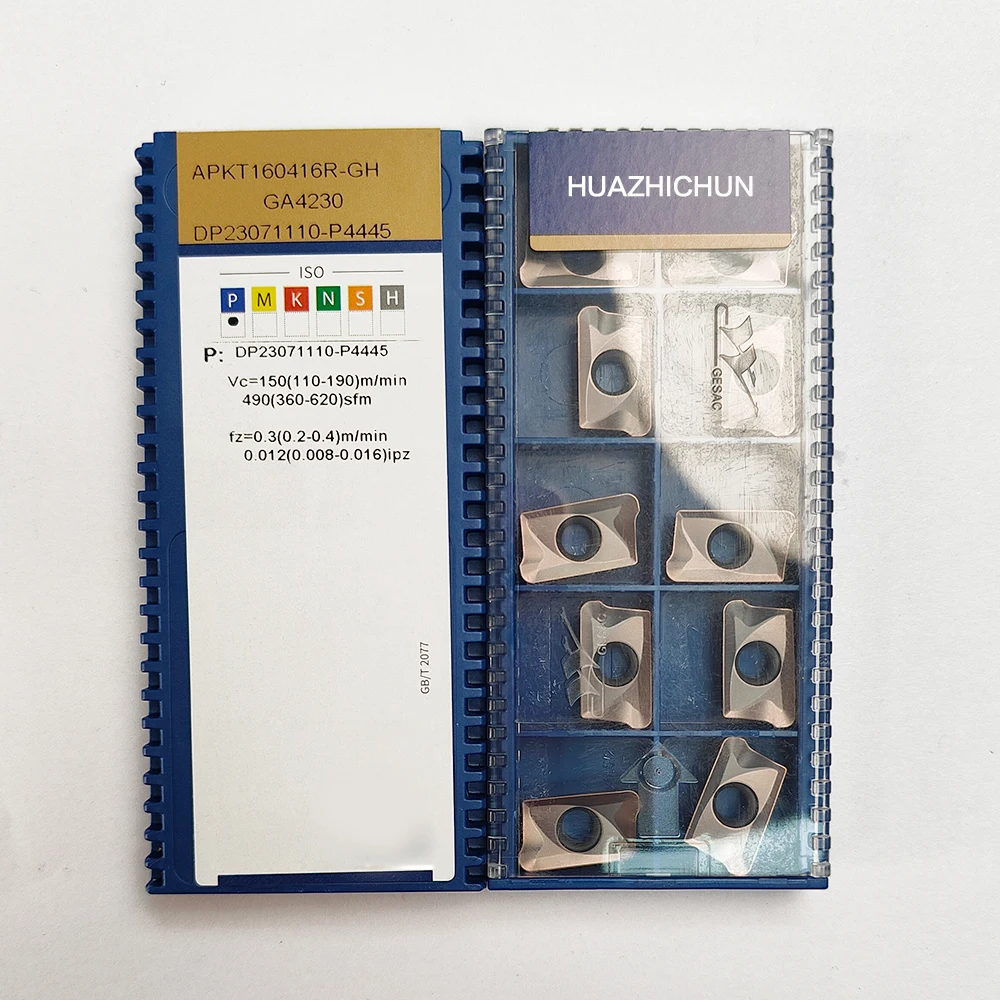 APKT160416R-GH
GA4230
DP23071110-P4445
ISO
P M K N S H
P: DP23071110-P4445
Vc=150(110-190)m/min
490(360-620)sfm
fz=0.3(0.2-0.4)m/min
0.012(0.008-0.016)ipz
GB/T 2077
HUAZHICHUN
GESAC